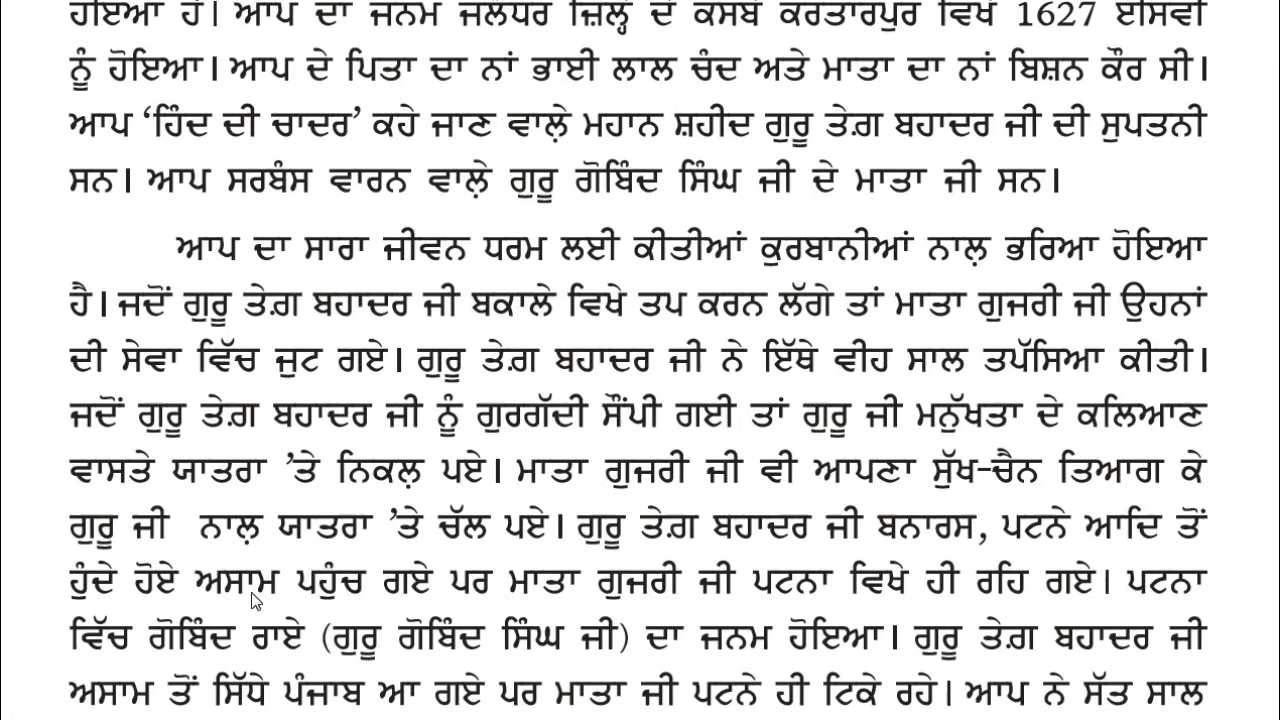 ਹੋਇਆ ਹੈ। ਆਪ ਦਾ ਜਨਮ ਜਲੰਧਰ ਜ਼ਿਲ੍ਹੇ ਦੇ ਕਸਬੇ ਕਰਤਾਰਪੁਰ ਵਿਖੇ 1627 ਈਸਵੀ
ਨੂੰ ਹੋਇਆ। ਆਪ ਦੇ ਪਿਤਾ ਦਾ ਨਾਂ ਭਾਈ ਲਾਲ ਚੰਦ ਅਤੇ ਮਾਤਾ ਦਾ ਨਾਂ ਬਿਸ਼ਨ ਕੌਰ ਸੀ।
ਆਪ ‘ਹਿੰਦ ਦੀ ਚਾਦਰ’ ਕਹੇ ਜਾਣ ਵਾਲ਼ੇ ਮਹਾਨ ਸ਼ਹੀਦ ਗੁਰੂ ਤੇਗ਼ ਬਹਾਦਰ ਜੀ ਦੀ ਸੁਪਤਨੀ
ਸਨ। ਆਪ ਸਰਬੰਸ ਵਾਰਨ ਵਾਲ਼ੇ ਗੁਰੂ ਗੋਬਿੰਦ ਸਿੰਘ ਜੀ ਦੇ ਮਾਤਾ ਜੀ ਸਨ।
ਆਪ ਦਾ ਸਾਰਾ ਜੀਵਨ ਧਰਮ ਲਈ ਕੀਤੀਆਂ ਕੁਰਬਾਨੀਆਂ ਨਾਲ਼ ਭਰਿਆ ਹੋਇਆ
ਹੈ। ਜਦੋਂ ਗੁਰੂ ਤੇਗ਼ ਬਹਾਦਰ ਜੀ ਬਕਾਲੇ ਵਿਖੇ ਤਪ ਕਰਨ ਲੱਗੇ ਤਾਂ ਮਾਤਾ ਗੁਜਰੀ ਜੀ ਉਹਨਾਂ
ਦੀ ਸੇਵਾ ਵਿੱਚ ਜੁਟ ਗਏ। ਗੁਰੂ ਤੇਗ਼ ਬਹਾਦਰ ਜੀ ਨੇ ਇੱਥੇ ਵੀਹ ਸਾਲ ਤਪੱਸਿਆ ਕੀਤੀ।
ਜਦੋਂ ਗੁਰੂ ਤੇਗ਼ ਬਹਾਦਰ ਜੀ ਨੂੰ ਗੁਰਗੱਦੀ ਸੌਂਪੀ ਗਈ ਤਾਂ ਗੁਰੂ ਜੀ ਮਨੁੱਖਤਾ ਦੇ ਕਲਿਆਣ
ਵਾਸਤੇ ਯਾਤਰਾ ’ਤੇ ਨਿਕਲ਼ ਪਏ। ਮਾਤਾ ਗੁਜਰੀ ਜੀ ਵੀ ਆਪਣਾ ਸੁੱਖ-ਚੈਨ ਤਿਆਗ ਕੇ
ਗੁਰੂ ਜੀ ਨਾਲ਼ ਯਾਤਰਾ ’ਤੇ ਚੱਲ ਪਏ। ਗੁਰੂ ਤੇਗ਼ ਬਹਾਦਰ ਜੀ ਬਨਾਰਸ, ਪਟਨੇ ਆਦਿ ਤੋਂ
ਹੁੰਦੇ ਹੋਏ ਅਸਾਮ ਪਹੁੰਚ ਗਏ ਪਰ ਮਾਤਾ ਗੁਜਰੀ ਜੀ ਪਟਨਾ ਵਿਖੇ ਹੀ ਰਹਿ ਗਏ। ਪਟਨਾ
ਵਿੱਚ ਗੋਬਿੰਦ ਰਾਏ (ਗੁਰੂ ਗੋਬਿੰਦ ਸਿੰਘ ਜੀ) ਦਾ ਜਨਮ ਹੋਇਆ। ਗੁਰੂ ਤੇਗ਼ ਬਹਾਦਰ ਜੀ
ਅਸਾਮ ਤੋਂ ਸਿੱਧੇ ਪੰਜਾਬ ਆ ਗਏ ਪਰ ਮਾਤਾ ਜੀ ਪਟਨੇ ਹੀ ਟਿਕੇ ਰਹੇ। ਆਪ ਨੇ ਸੱਤ ਸਾਲ